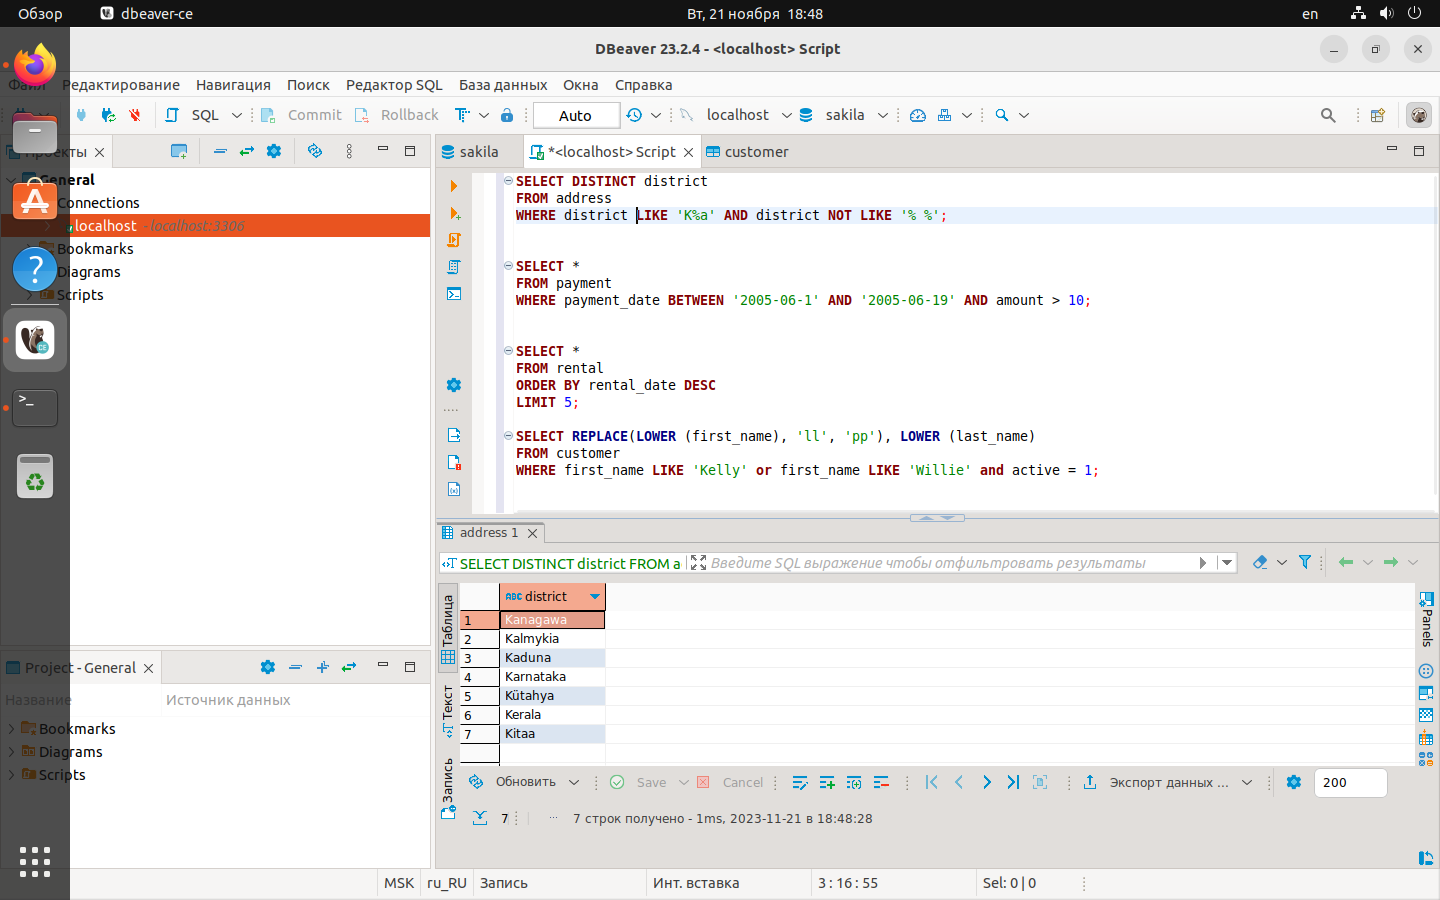 Обзор
dbeaver-ce
Вт, 21 ноября 18:48
en
DBeaver 23.2.4 - <localhost> Script
Файл Редактирование Навигация Поиск Редактор SQL База данных Окна Справка
SQL Commit Rollback Auto localhost sakila
Проекты
sakila
*<localhost> Script
customer
General
Connections
localhost - localhost:3306
Bookmarks
Diagrams
Scripts
SELECT DISTINCT district
FROM address
WHERE district LIKE 'K%a' AND district NOT LIKE '% %';
SELECT *
FROM payment
WHERE payment_date BETWEEN '2005-06-1' AND '2005-06-19' AND amount > 10;
SELECT *
FROM rental
ORDER BY rental_date DESC
LIMIT 5;
SELECT REPLACE(LOWER (first_name), 'll', 'pp'), LOWER (last_name)
FROM customer
WHERE first_name LIKE 'Kelly' or first_name LIKE 'Willie' and active = 1;
address 1
SELECT DISTINCT district FROM a
Введите SQL выражение чтобы отфильтровать результаты
Таблица
Текст
Запись
ABC district
1 Kanagawa
2 Kalmykia
3 Kaduna
4 Karnataka
5 Kütahya
6 Kerala
7 Kitaa
Panels
Обновить Save Cancel Экспорт данных ... 200
7 ... 7 строк получено - 1ms, 2023-11-21 в 18:48:28
Project - General
Название Источник данных
Bookmarks
Diagrams
Scripts
MSK ru_RU Запись Инт. вставка 3 : 16 : 55 Sel: 0 | 0